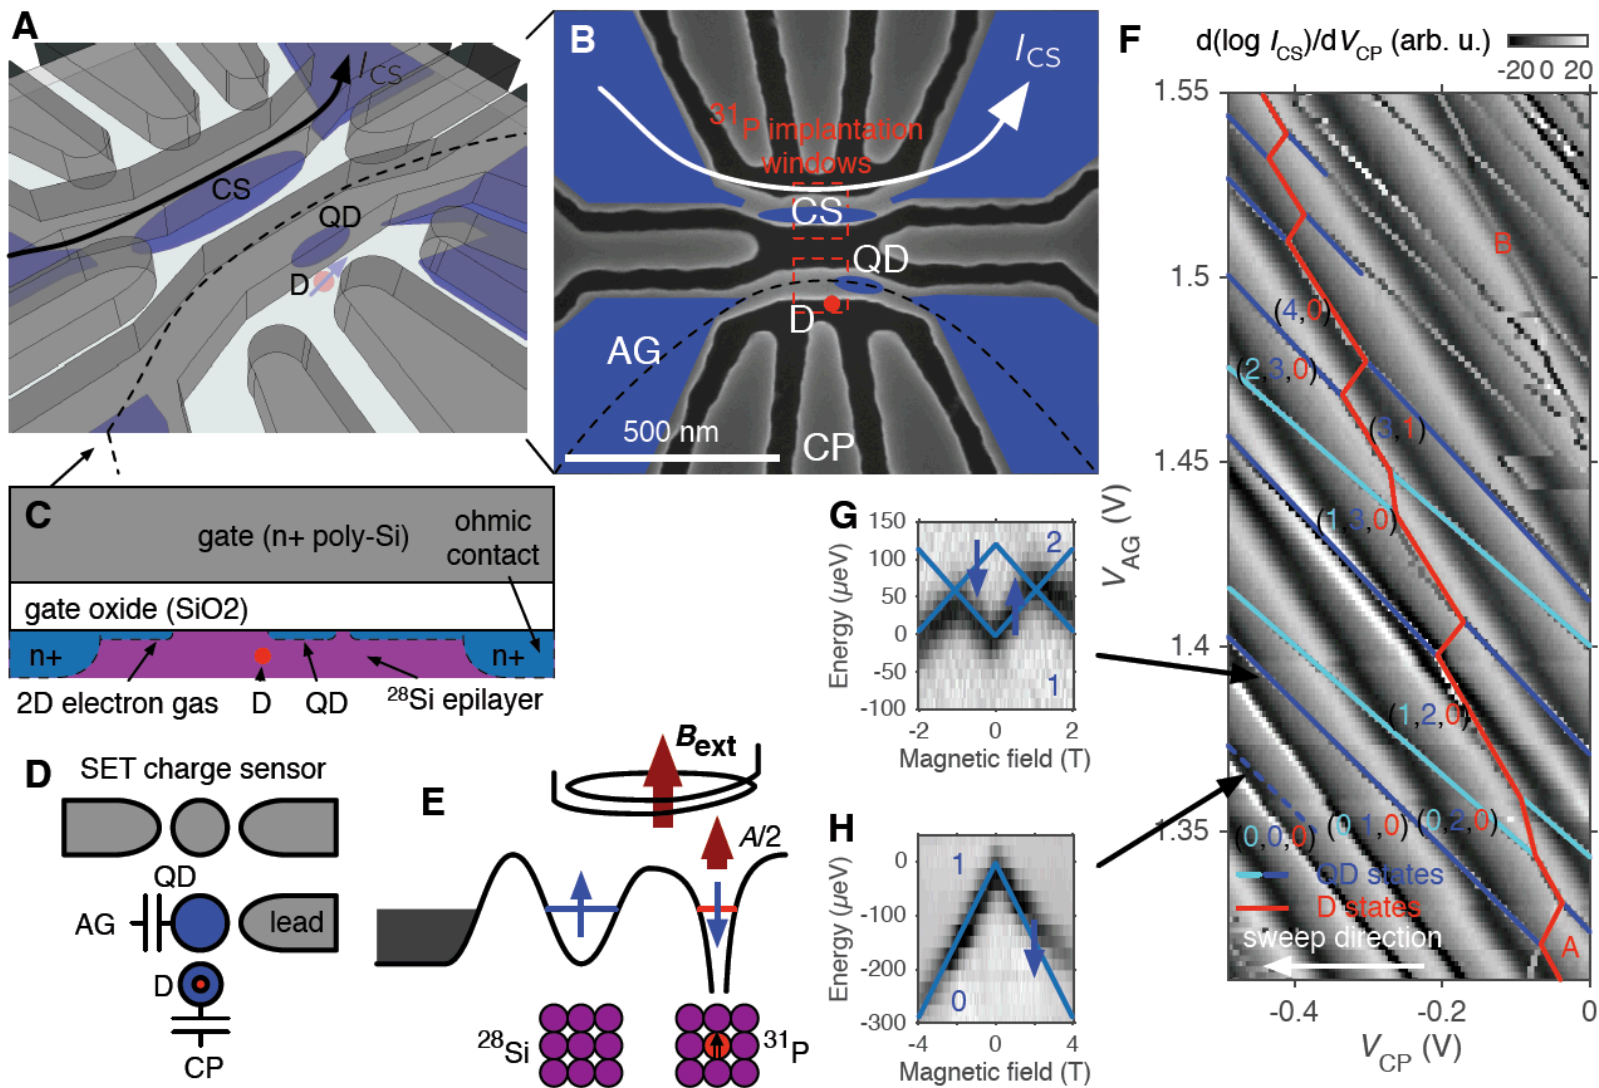 A
I_CS
CS
QD
D
B
I_CS
31P implantation
windows
CS
QD
D
AG
500 nm
CP
C
gate (n+ poly-Si)
ohmic
contact
gate oxide (SiO2)
n+
n+
2D electron gas
D
QD
28Si epilayer
D
SET charge sensor
QD
AG
lead
D
CP
E
B_ext
A/2
28Si
31P
F
d(log I_CS)/dV_CP (arb. u.)
-20 0 20
1.55
1.5
1.45
1.4
1.35
V_AG (V)
B
(4,0)
(2,3,0)
(3,1)
(1,3,0)
(1,2,0)
(0,0,0)
(0,1,0)
(0,2,0)
QD states
D states
sweep direction
A
-0.4
-0.2
0
V_CP (V)
G
150
100
50
0
-50
-100
Energy (µeV)
2
1
-2
0
2
Magnetic field (T)
H
0
-100
-200
-300
Energy (µeV)
1
0
-4
0
4
Magnetic field (T)